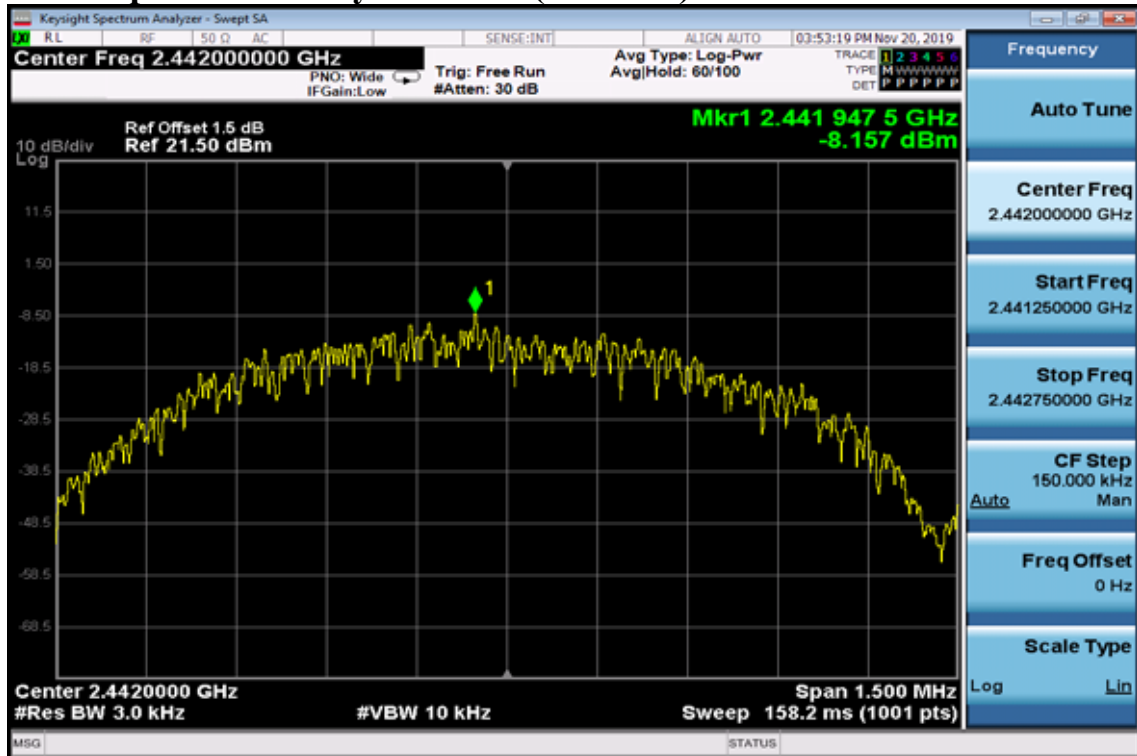 Keysight Spectrum Analyzer - Swept SA
RL RF 50 Ω AC SENSE:INT ALIGN AUTO 03:53:19 PM Nov 20, 2019
Center Freq 2.442000000 GHz
PNO: Wide
IFGain:Low
Trig: Free Run
#Atten: 30 dB
Avg Type: Log-Pwr
Avg|Hold: 60/100
TRACE 1 2 3 4 5 6
TYPE M WWWWW
DET P P P P P P
Mkr1 2.441 947 5 GHz
-8.157 dBm
Ref Offset 1.5 dB
10 dB/div Ref 21.50 dBm
Log
11.5
1.50
1
-8.50
-18.5
-28.5
-38.5
-48.5
-58.5
-68.5
Center 2.4420000 GHz Span 1.500 MHz
#Res BW 3.0 kHz #VBW 10 kHz Sweep 158.2 ms (1001 pts)
MSG STATUS
Frequency
Auto Tune
Center Freq
2.442000000 GHz
Start Freq
2.441250000 GHz
Stop Freq
2.442750000 GHz
CF Step
150.000 kHz
Auto Man
Freq Offset
0 Hz
Scale Type
Log Lin